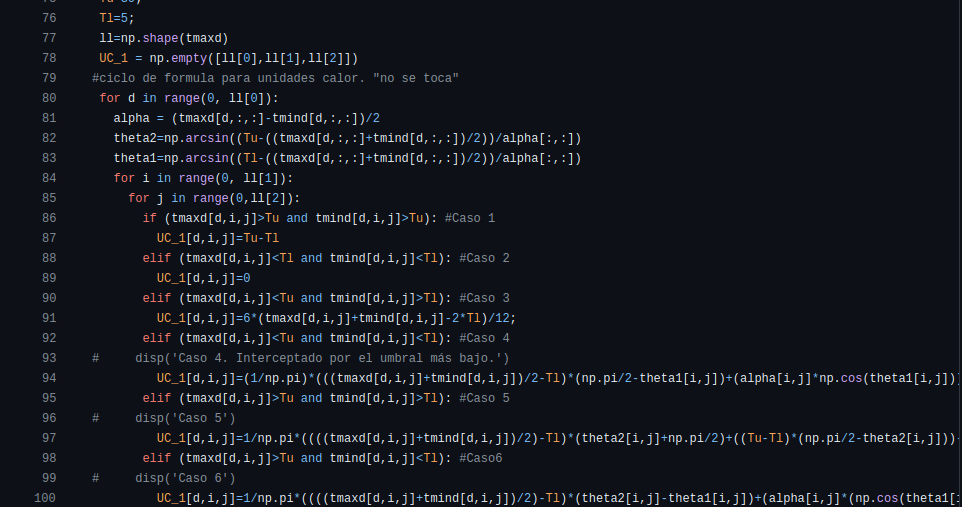 76 Tl=5;
77 ll=np.shape(tmaxd)
78 UC_1 = np.empty([ll[0],ll[1],ll[2]])
79 #ciclo de formula para unidades calor. "no se toca"
80 for d in range(0, ll[0]):
81 alpha = (tmaxd[d,:,:]-tmind[d,:,:])/2
82 theta2=np.arcsin((Tu-((tmaxd[d,:,:]+tmind[d,:,:])/2))/alpha[:,:])
83 theta1=np.arcsin((Tl-((tmaxd[d,:,:]+tmind[d,:,:])/2))/alpha[:,:])
84 for i in range(0, ll[1]):
85 for j in range(0,ll[2]):
86 if (tmaxd[d,i,j]>Tu and tmind[d,i,j]>Tu): #Caso 1
87 UC_1[d,i,j]=Tu-Tl
88 elif (tmaxd[d,i,j]<Tl and tmind[d,i,j]<Tl): #Caso 2
89 UC_1[d,i,j]=0
90 elif (tmaxd[d,i,j]<Tu and tmind[d,i,j]>Tl): #Caso 3
91 UC_1[d,i,j]=6*(tmaxd[d,i,j]+tmind[d,i,j]-2*Tl)/12;
92 elif (tmaxd[d,i,j]<Tu and tmind[d,i,j]<Tl): #Caso 4
93 # disp('Caso 4. Interceptado por el umbral más bajo.')
94 UC_1[d,i,j]=(1/np.pi)*(((tmaxd[d,i,j]+tmind[d,i,j])/2-Tl)*(np.pi/2-theta1[i,j])+(alpha[i,j]*np.cos(theta1[i,j]))
95 elif (tmaxd[d,i,j]>Tu and tmind[d,i,j]>Tl): #Caso 5
96 # disp('Caso 5')
97 UC_1[d,i,j]=1/np.pi*((((tmaxd[d,i,j]+tmind[d,i,j])/2)-Tl)*(theta2[i,j]+np.pi/2)+((Tu-Tl)*(np.pi/2-theta2[i,j]))-
98 elif (tmaxd[d,i,j]>Tu and tmind[d,i,j]<Tl): #Caso6
99 # disp('Caso 6')
100 UC_1[d,i,j]=1/np.pi*((((tmaxd[d,i,j]+tmind[d,i,j])/2)-Tl)*(theta2[i,j]-theta1[i,j])+(alpha[i,j]*(np.cos(theta1[i